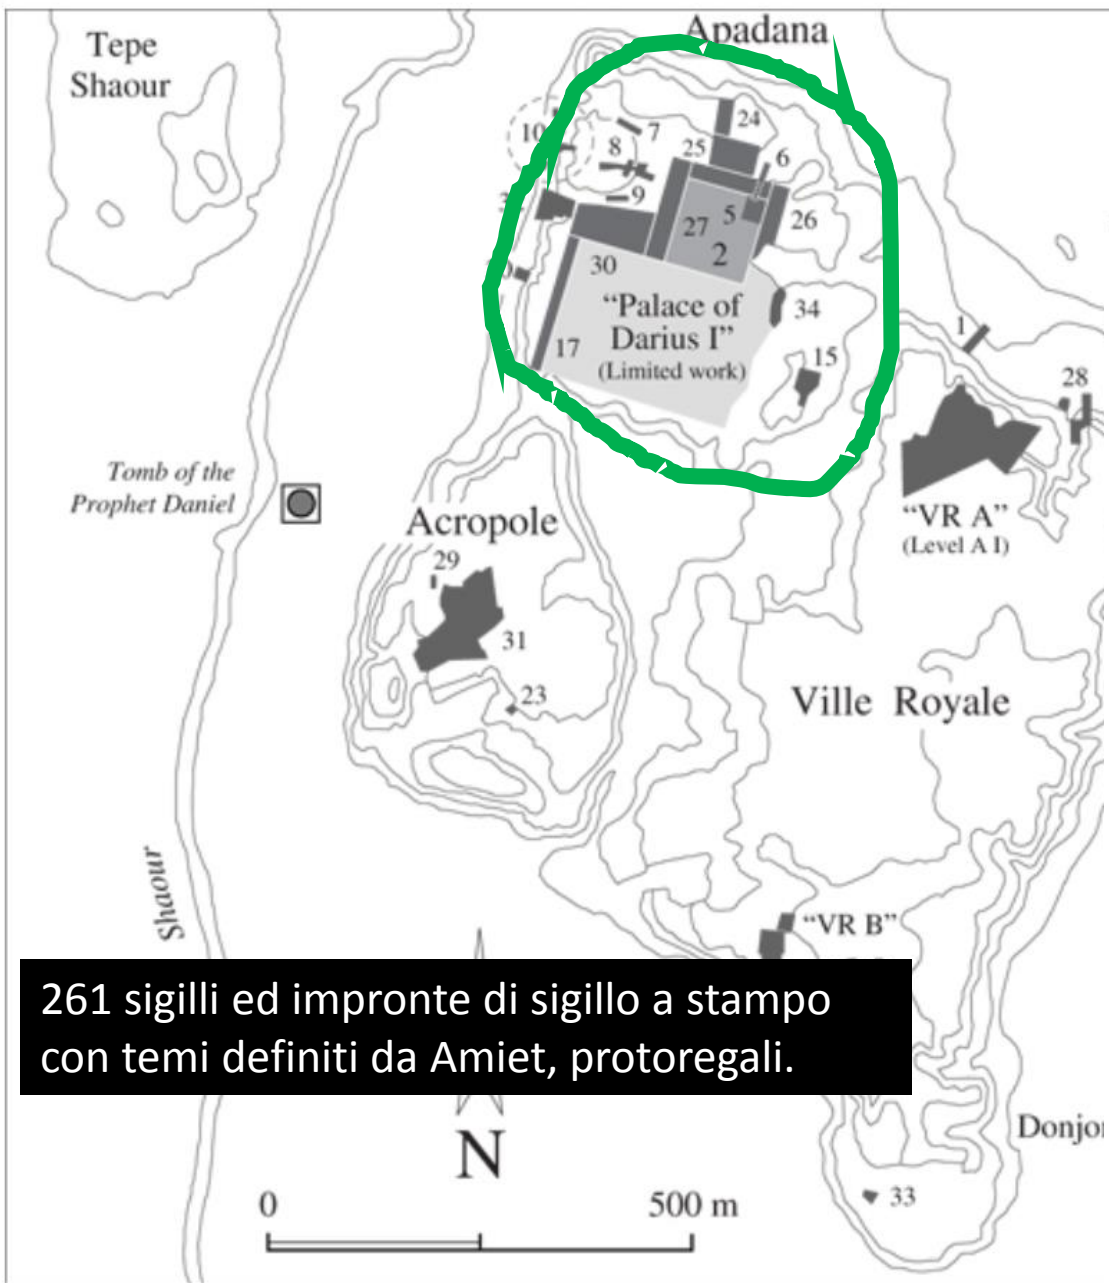 Apadana
Tepe
Shaour
24
10
7
8
25
6
9
5
26
27
2
30
"Palace of
Darius I"
(Limited work)
34
17
15
1
28
Tomb of the
Prophet Daniel
Acropole
"VR A"
(Level A I)
29
31
23
Ville Royale
Shaour
"VR B"
261 sigilli ed impronte di sigillo a stampo
con temi definiti da Amiet, protoregali.
N
Donjon
0
500 m
33